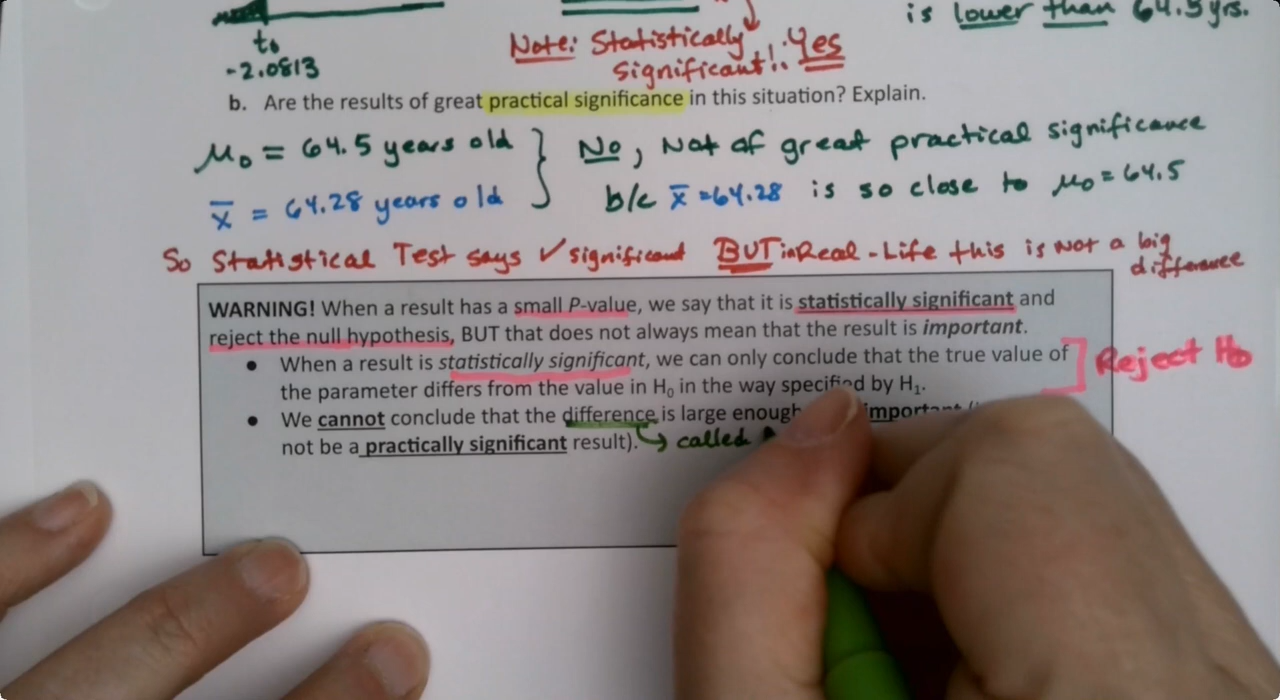 is lower than 64.5 yrs.
t₀
-2.0813
Note: Statistically
Significant!: Yes
b. Are the results of great practical significance in this situation? Explain.
μ₀ = 64.5 years old } No, Not of great practical significance
x̄ = 64.28 years old b/c x̄ = 64.28 is so close to μ₀ = 64.5
So Statistical Test says ✓significant BUT in Real-Life this is Not a big
difference
WARNING! When a result has a small P-value, we say that it is statistically significant and
reject the null hypothesis, BUT that does not always mean that the result is important.
• When a result is statistically significant, we can only conclude that the true value of
the parameter differs from the value in H₀ in the way specified by H₁.
Reject H₀
• We cannot conclude that the difference is large enough important
not be a practically significant result). called